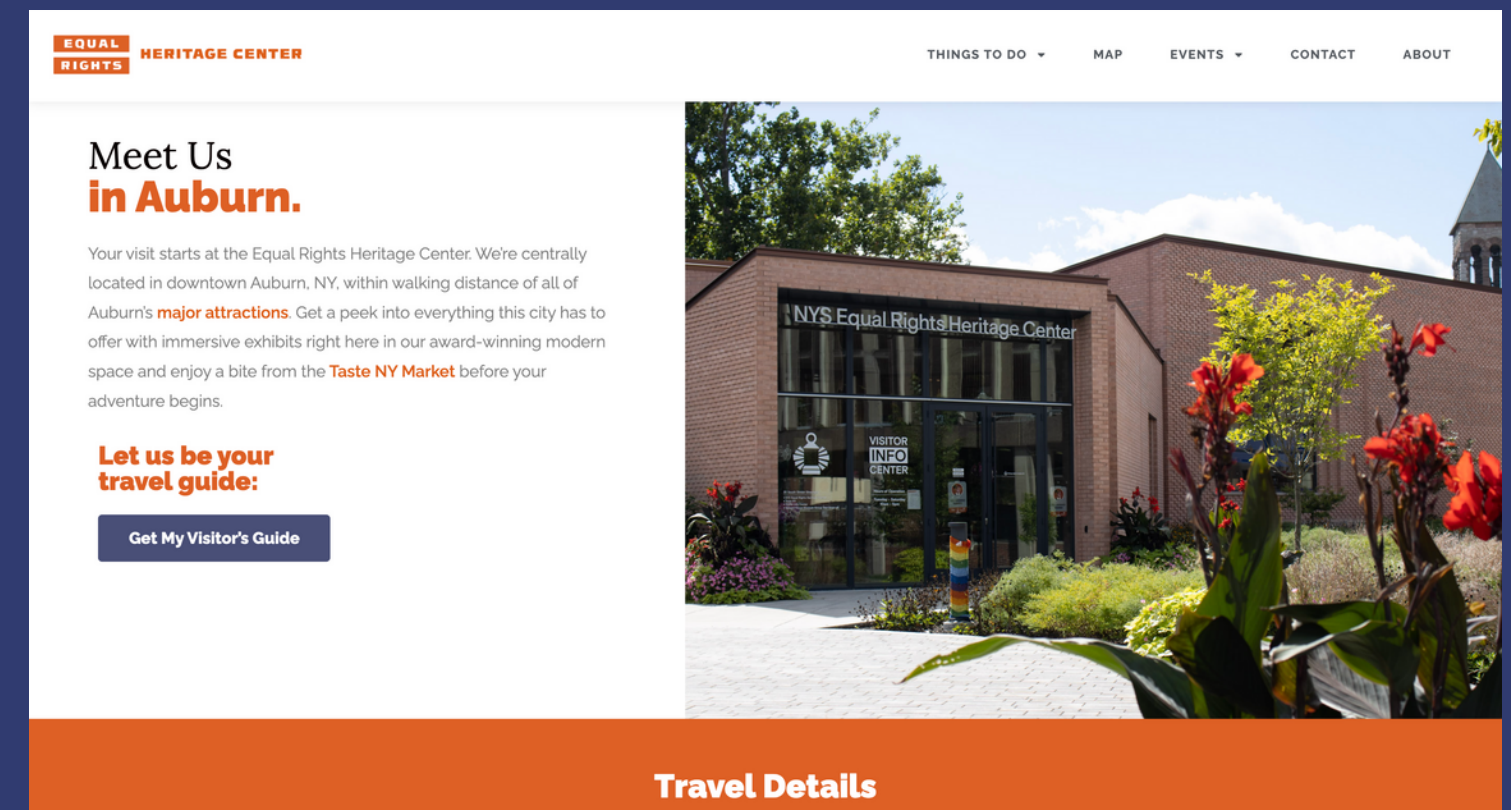 EQUAL
RIGHTS
HERITAGE CENTER
THINGS TO DO
MAP
EVENTS
CONTACT
ABOUT
Meet Us
in Auburn.
Your visit starts at the Equal Rights Heritage Center. We’re centrally
located in downtown Auburn, NY, within walking distance of all of
Auburn’s major attractions. Get a peek into everything this city has to
offer with immersive exhibits right here in our award-winning modern
space and enjoy a bite from the Taste NY Market before your
adventure begins.
Let us be your
travel guide:
Get My Visitor’s Guide
NYS Equal Rights Heritage Center
VISITOR
INFO
CENTER
Travel Details